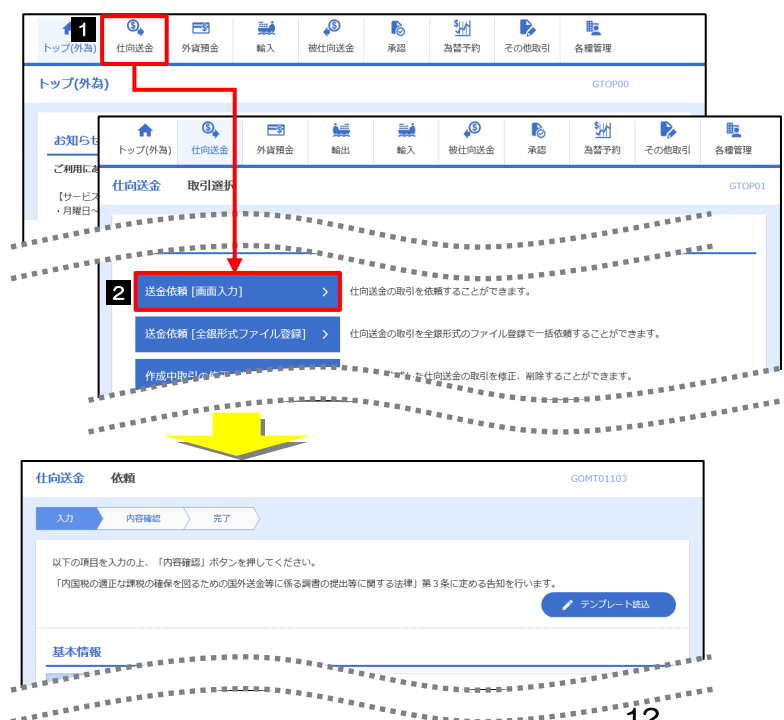 1
トップ(外為) 仕向送金 外貨預金 輸入 被仕向送金 承認 為替予約 その他取引 各種管理
トップ(外為) GTOP00
お知らせ
ご利用にあ
【サービス
・月曜日～
トップ(外為) 仕向送金 外貨預金 輸出 輸入 被仕向送金 承認 為替予約 その他取引 各種管理
仕向送金 取引選択 GTOP01
2
送金依頼 [画面入力] 仕向送金の取引を依頼することができます。
送金依頼 [全銀形式ファイル登録] 仕向送金の取引を全銀形式のファイル登録で一括依頼することができます。
作成中取引の修正 た仕向送金の取引を修正、削除することができます。
仕向送金 依頼 GOMT01103
入力 内容確認 完了
以下の項目を入力の上、「内容確認」ボタンを押してください。
「内国税の適正な課税の確保を図るための国外送金等に係る調書の提出等に関する法律」第3条に定める告知を行います。
テンプレート読込
基本情報
12